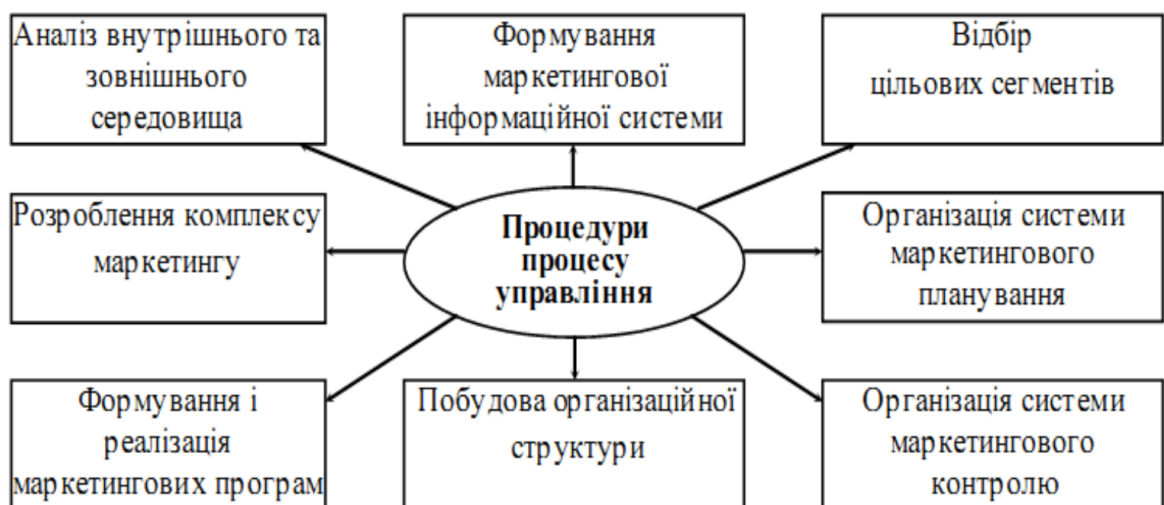 Аналіз внутрішнього та
зовнішнього
середовища
Формування
маркетингової
інформаційної системи
Відбір
цільових сегментів
Розроблення комплексу
маркетингу
Процедури
процесу
управління
Організація системи
маркетингового
планування
Формування і
реалізація
маркетингових програм
Побудова організаційної
структури
Організація системи
маркетингового
контролю